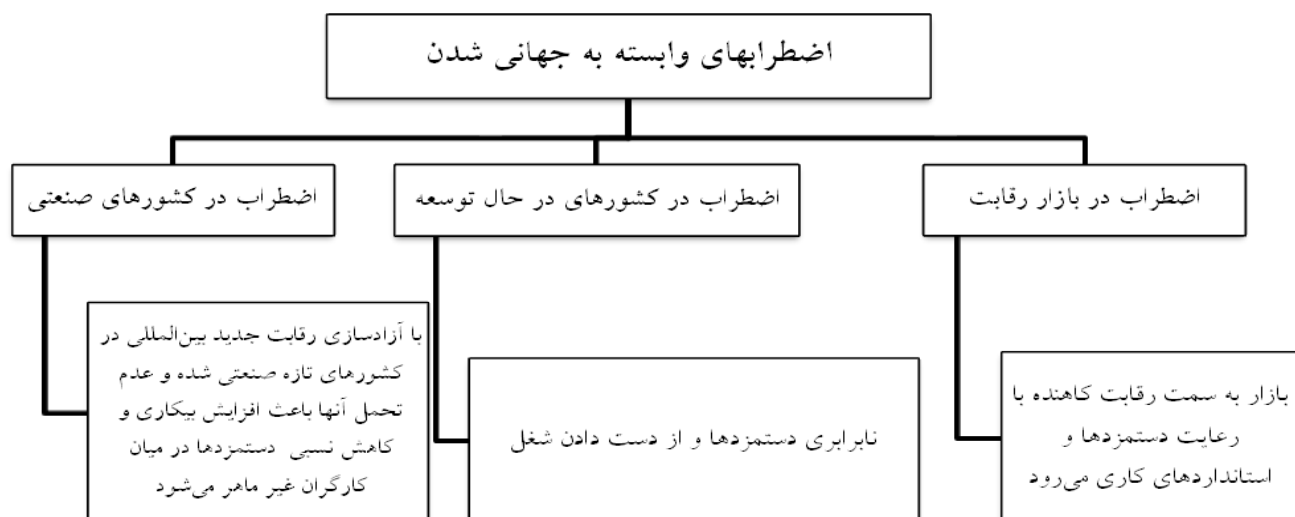 اضطرابهای وابسته به جهانی شدن
اضطراب در بازار رقابت
اضطراب در کشورهای در حال توسعه
اضطراب در کشورهای صنعتی
بازار به سمت رقابت کاهنده با
رعایت دستمزدها و
استانداردهای کاری می‌رود
نابرابری دستمزدها و از دست دادن شغل
با آزادسازی رقابت جدید بین‌المللی در
کشورهای تازه صنعتی شده و عدم
تحمل آنها باعث افزایش بیکاری و
کاهش نسبی دستمزدها در میان
کارگران غیر ماهر می‌شود